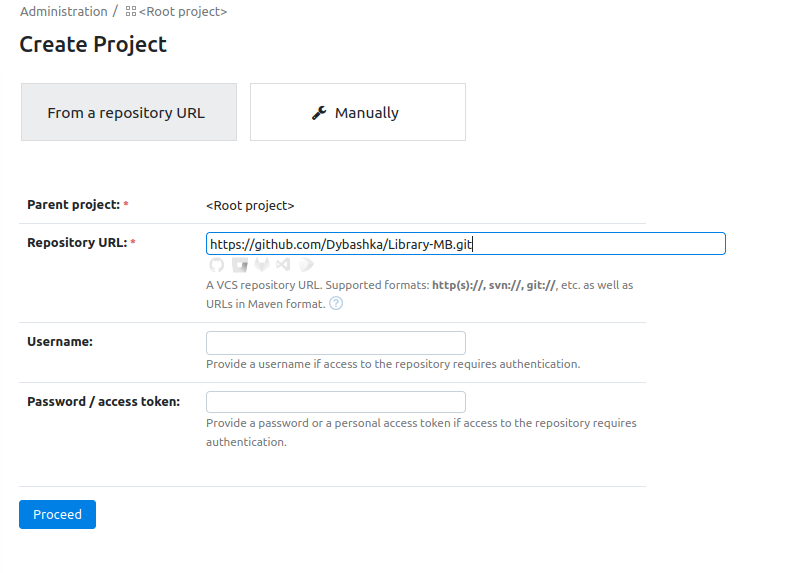 Administration / <Root project>
Create Project
From a repository URL
Manually
Parent project: *
<Root project>
Repository URL: *
https://github.com/Dybashka/Library-MB.git
A VCS repository URL. Supported formats: http(s)://, svn://, git://, etc. as well as
URLs in Maven format. ?
Username:
Provide a username if access to the repository requires authentication.
Password / access token:
Provide a password or a personal access token if access to the repository requires
authentication.
Proceed